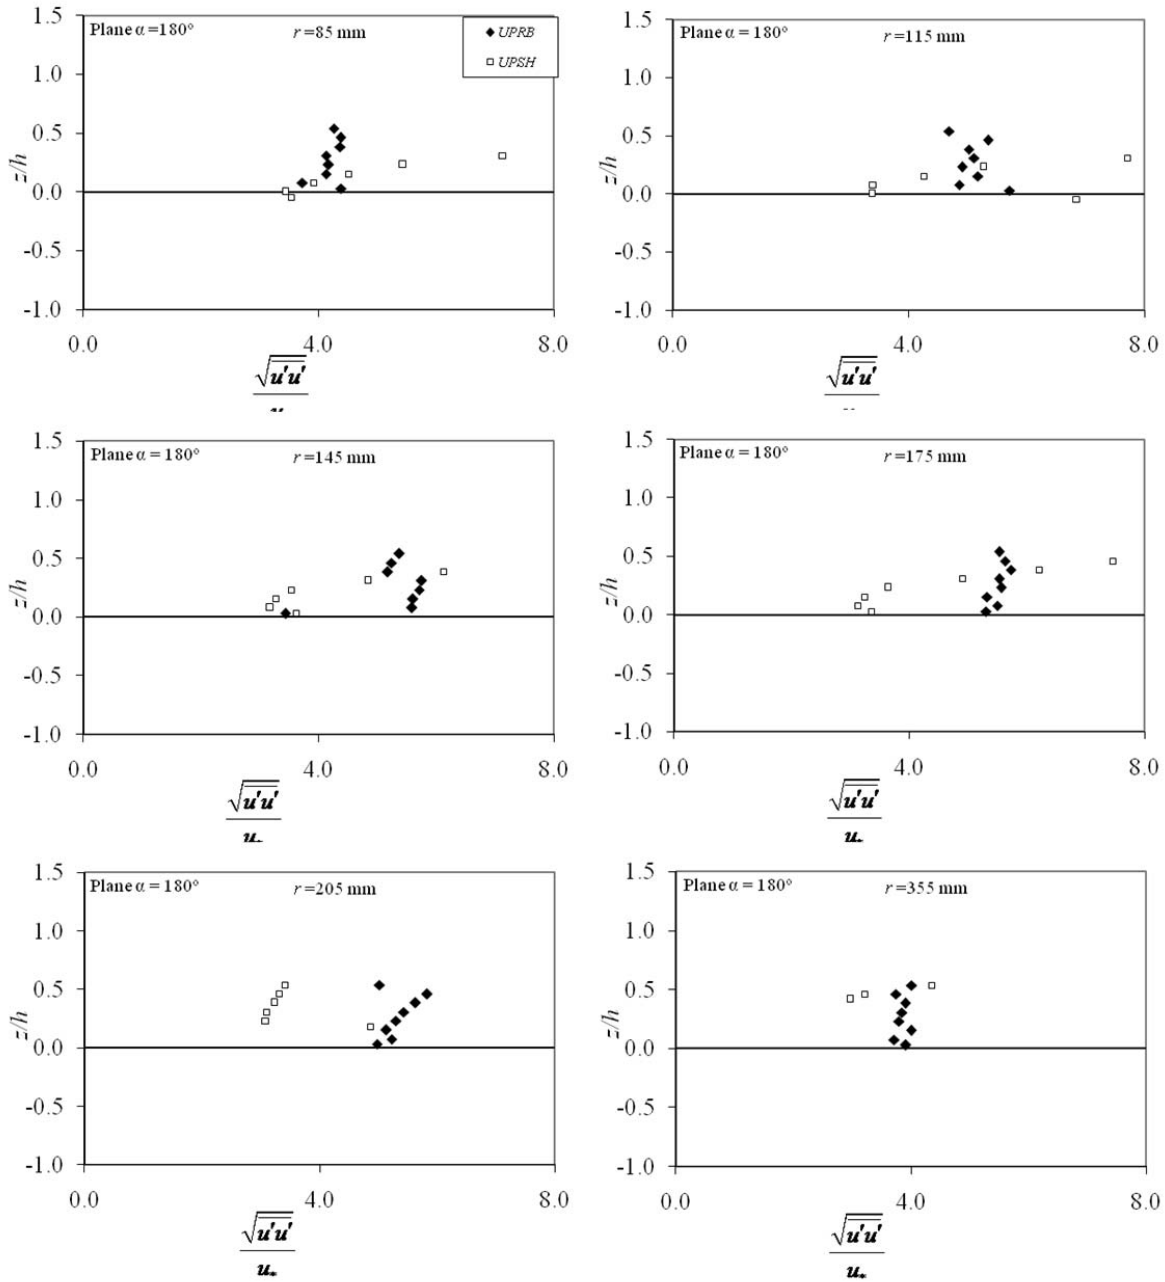 Plane α =180° r =85 mm
UPRB
UPSH
1.5
1.0
0.5
0.0
-0.5
-1.0
z/h
0.0 4.0 8.0
√u'u'
Plane α = 180° r =115 mm
1.5
1.0
0.5
0.0
-0.5
-1.0
z/h
0.0 4.0 8.0
√u'u'
Plane α = 180° r =145 mm
1.5
1.0
0.5
0.0
-0.5
-1.0
z/h
0.0 4.0 8.0
√u'u'
u*
Plane α = 180° r =175 mm
1.5
1.0
0.5
0.0
-0.5
-1.0
z/h
0.0 4.0 8.0
√u'u'
u*
Plane α = 180° r =205 mm
1.5
1.0
0.5
0.0
-0.5
-1.0
z/h
0.0 4.0 8.0
√u'u'
u*
Plane α = 180° r =355 mm
1.5
1.0
0.5
0.0
-0.5
-1.0
z/h
0.0 4.0 8.0
√u'u'
u*